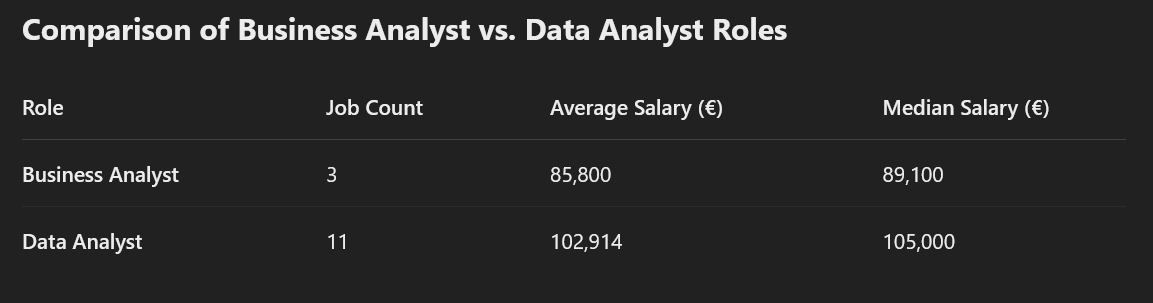 Comparison of Business Analyst vs. Data Analyst Roles
Role Job Count Average Salary (€) Median Salary (€)
Business Analyst 3 85,800 89,100
Data Analyst 11 102,914 105,000